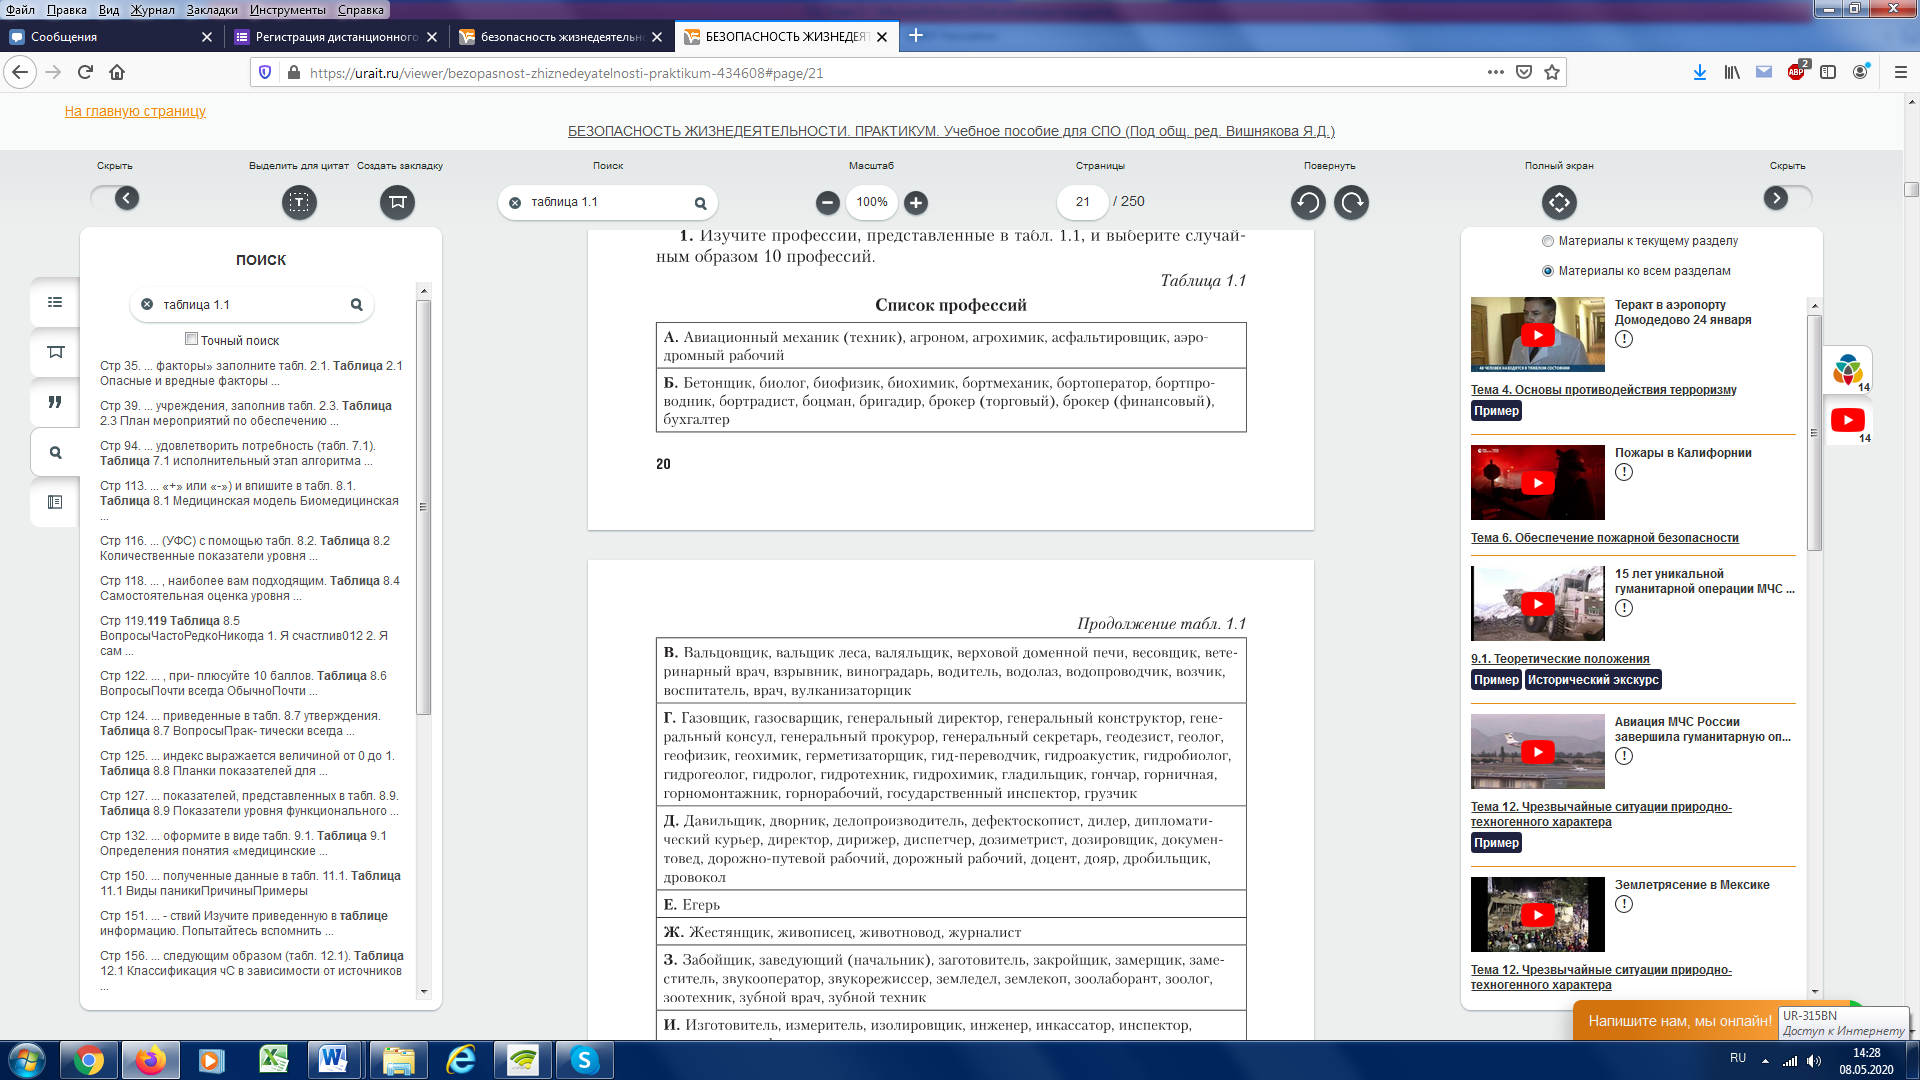 Файл Правка Вид Журнал Закладки Инструменты Справка
Сообщения
Регистрация дистанционного
безопасность жизнедеятельно
БЕЗОПАСНОСТЬ ЖИЗНЕДЕЯТ
https://urait.ru/viewer/bezopasnost-zhiznedeyatelnosti-praktikum-434608#page/21
ABP
2
На главную страницу
БЕЗОПАСНОСТЬ ЖИЗНЕДЕЯТЕЛЬНОСТИ. ПРАКТИКУМ. Учебное пособие для СПО (Под общ. ред. Вишнякова Я.Д.)
Скрыть
Выделить для цитат
Создать закладку
Поиск
Масштаб
Страницы
Повернуть
Полный экран
Скрыть
T
таблица 1.1
100%
21 / 250
ПОИСК
таблица 1.1
Точный поиск
Стр 35. ... факторы» заполните табл. 2.1. Таблица 2.1
Опасные и вредные факторы ...
Стр 39. ... учреждения, заполнив табл. 2.3. Таблица
2.3 План мероприятий по обеспечению ...
Стр 94. ... удовлетворить потребность (табл. 7.1).
Таблица 7.1 исполнительный этап алгоритма ...
Стр 113. ... «+» или «-») и впишите в табл. 8.1.
Таблица 8.1 Медицинская модель Биомедицинская
...
Стр 116. ... (УФС) с помощью табл. 8.2. Таблица 8.2
Количественные показатели уровня ...
Стр 118. ... , наиболее вам подходящим. Таблица 8.4
Самостоятельная оценка уровня ...
Стр 119.119 Таблица 8.5
ВопросыЧастоРедкоНикогда 1. Я счастлив012 2. Я
сам ...
Стр 122. ... , при- плюсуйте 10 баллов. Таблица 8.6
ВопросыПочти всегда ОбычноПочти ...
Стр 124. ... приведенные в табл. 8.7 утверждения.
Таблица 8.7 ВопросыПрак- тически всегда ...
Стр 125. ... индекс выражается величиной от 0 до 1.
Таблица 8.8 Планки показателей для ...
Стр 127. ... показателей, представленных в табл. 8.9.
Таблица 8.9 Показатели уровня функционального ...
Стр 132. ... оформите в виде табл. 9.1. Таблица 9.1
Определения понятия «медицинские ...
Стр 150. ... полученные данные в табл. 11.1. Таблица
11.1 Виды паникиПричиныПримеры
Стр 151. ... - ствий Изучите приведенную в таблице
информацию. Попытайтесь вспомнить ...
Стр 156. ... следующим образом (табл. 12.1). Таблица
12.1 Классификация чС в зависимости от источников
...
1. Изучите профессии, представленные в табл. 1.1, и выберите случай-
ным образом 10 профессий.
Таблица 1.1
Список профессий
А. Авиационный механик (техник), агроном, агрохимик, асфальтировщик, аэро-
дромный рабочий
Б. Бетонщик, биолог, биофизик, биохимик, бортмеханик, бортоператор, бортпро-
водник, бортрадист, боцман, бригадир, брокер (торговый), брокер (финансовый),
бухгалтер
20
Продолжение табл. 1.1
В. Вальцовщик, вальщик леса, валяльщик, верховой доменной печи, весовщик, вете-
ринарный врач, взрывник, виноградарь, водитель, водолаз, водопроводчик, возчик,
воспитатель, врач, вулканизаторщик
Г. Газовщик, газосварщик, генеральный директор, генеральный конструктор, гене-
ральный консул, генеральный прокурор, генеральный секретарь, геодезист, геолог,
геофизик, геохимик, герметизаторщик, гид-переводчик, гидроакустик, гидробиолог,
гидрогеолог, гидролог, гидротехник, гидрохимик, гладильщик, гончар, горничная,
горномонтажник, горнорабочий, государственный инспектор, грузчик
Д. Давильщик, дворник, делопроизводитель, дефектоскопист, дилер, дипломати-
ческий курьер, директор, дирижер, диспетчер, дозиметрист, дозировщик, докумен-
товед, дорожно-путевой рабочий, дорожный рабочий, доцент, дояр, дробильщик,
дровокол
Е. Егерь
Ж. Жестянщик, живописец, животновод, журналист
З. Забойщик, заведующий (начальник), заготовитель, закройщик, замерщик, заме-
ститель, звукооператор, звукорежиссер, земледел, землекоп, зоолаборант, зоолог,
зоотехник, зубной врач, зубной техник
И. Изготовитель, измеритель, изолировщик, инженер, инкассатор, инспектор,
Материалы к текущему разделу
Материалы ко всем разделам
Теракт в аэропорту
Домодедово 24 января
Тема 4. Основы противодействия терроризму
Пример
Пожары в Калифорнии
Тема 6. Обеспечение пожарной безопасности
15 лет уникальной
гуманитарной операции МЧС ...
9.1. Теоретические положения
Пример Исторический экскурс
Авиация МЧС России
завершила гуманитарную оп...
Тема 12. Чрезвычайные ситуации природно-
техногенного характера
Пример
Землетрясение в Мексике
Тема 12. Чрезвычайные ситуации природно-
техногенного характера
14
14
Напишите нам, мы онлайн!
UR-315BN
Доступ к Интернету
RU
14:28
08.05.2020